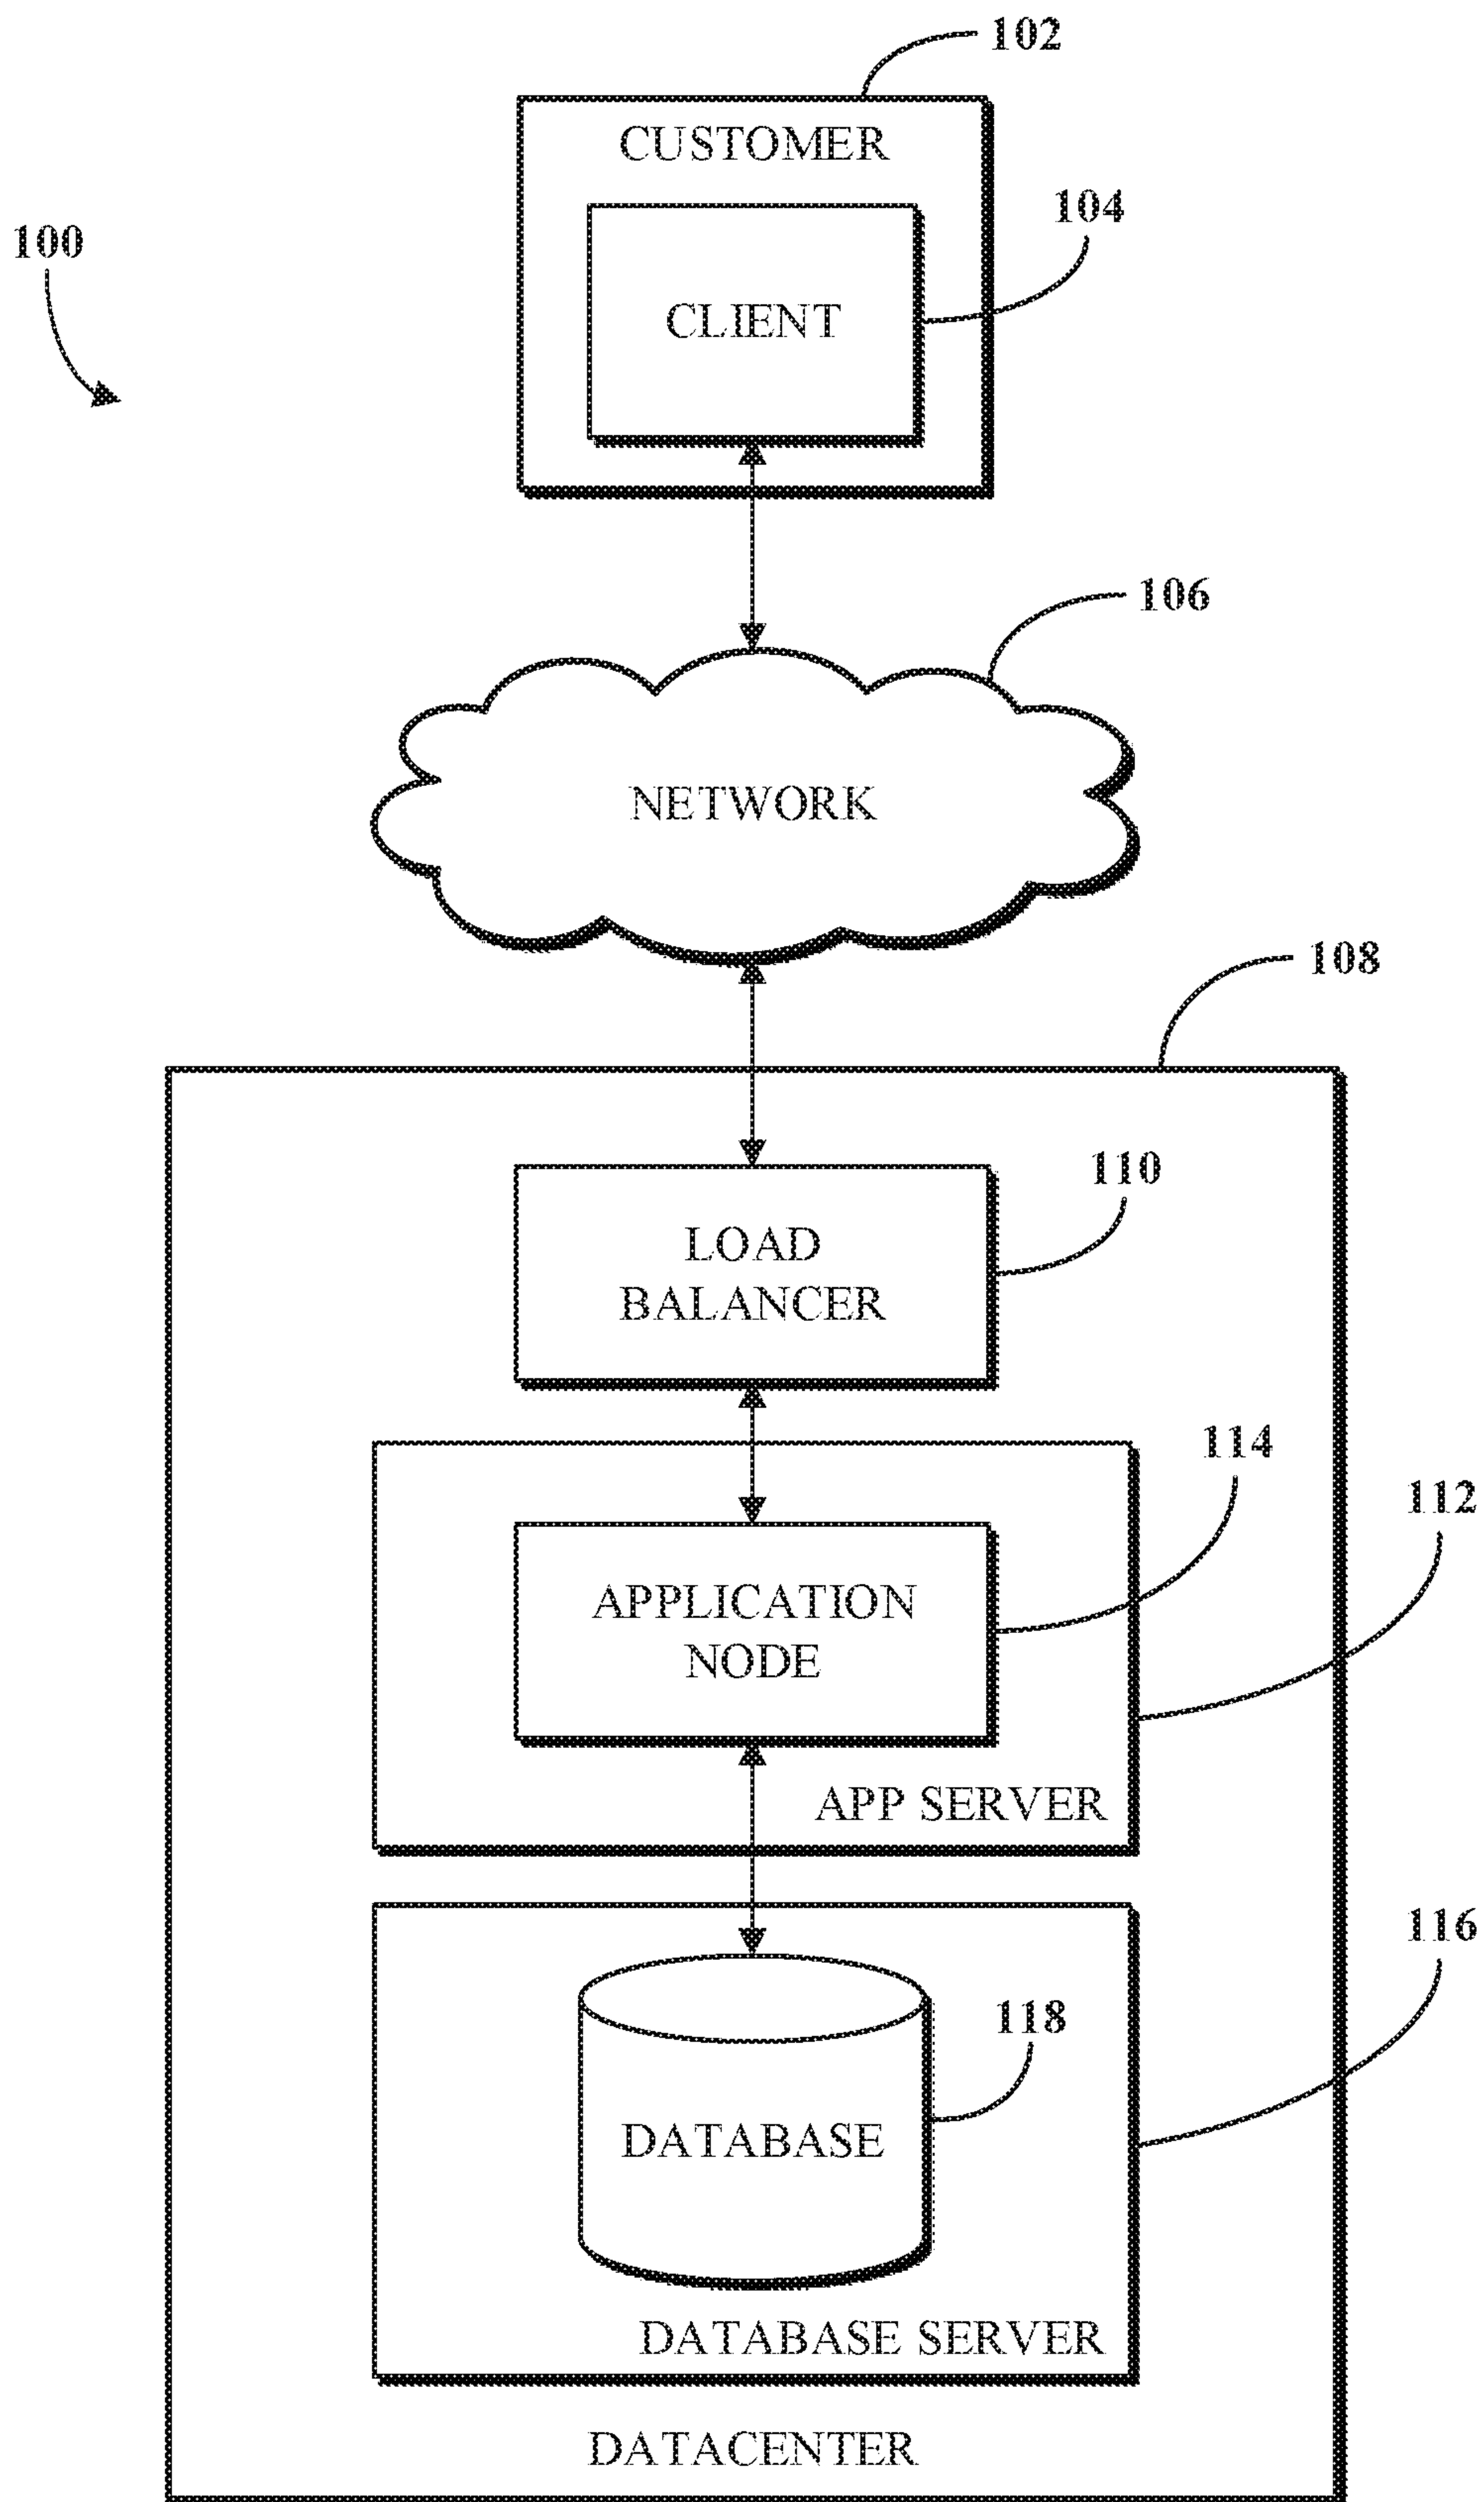 102
CUSTOMER
104
100
CLIENT
106
NETWORK
108
110
LOAD
BALANCER
114
112
APPLICATION
NODE
APP SERVER
116
118
DATABASE
DATABASE SERVER
DATACENTER